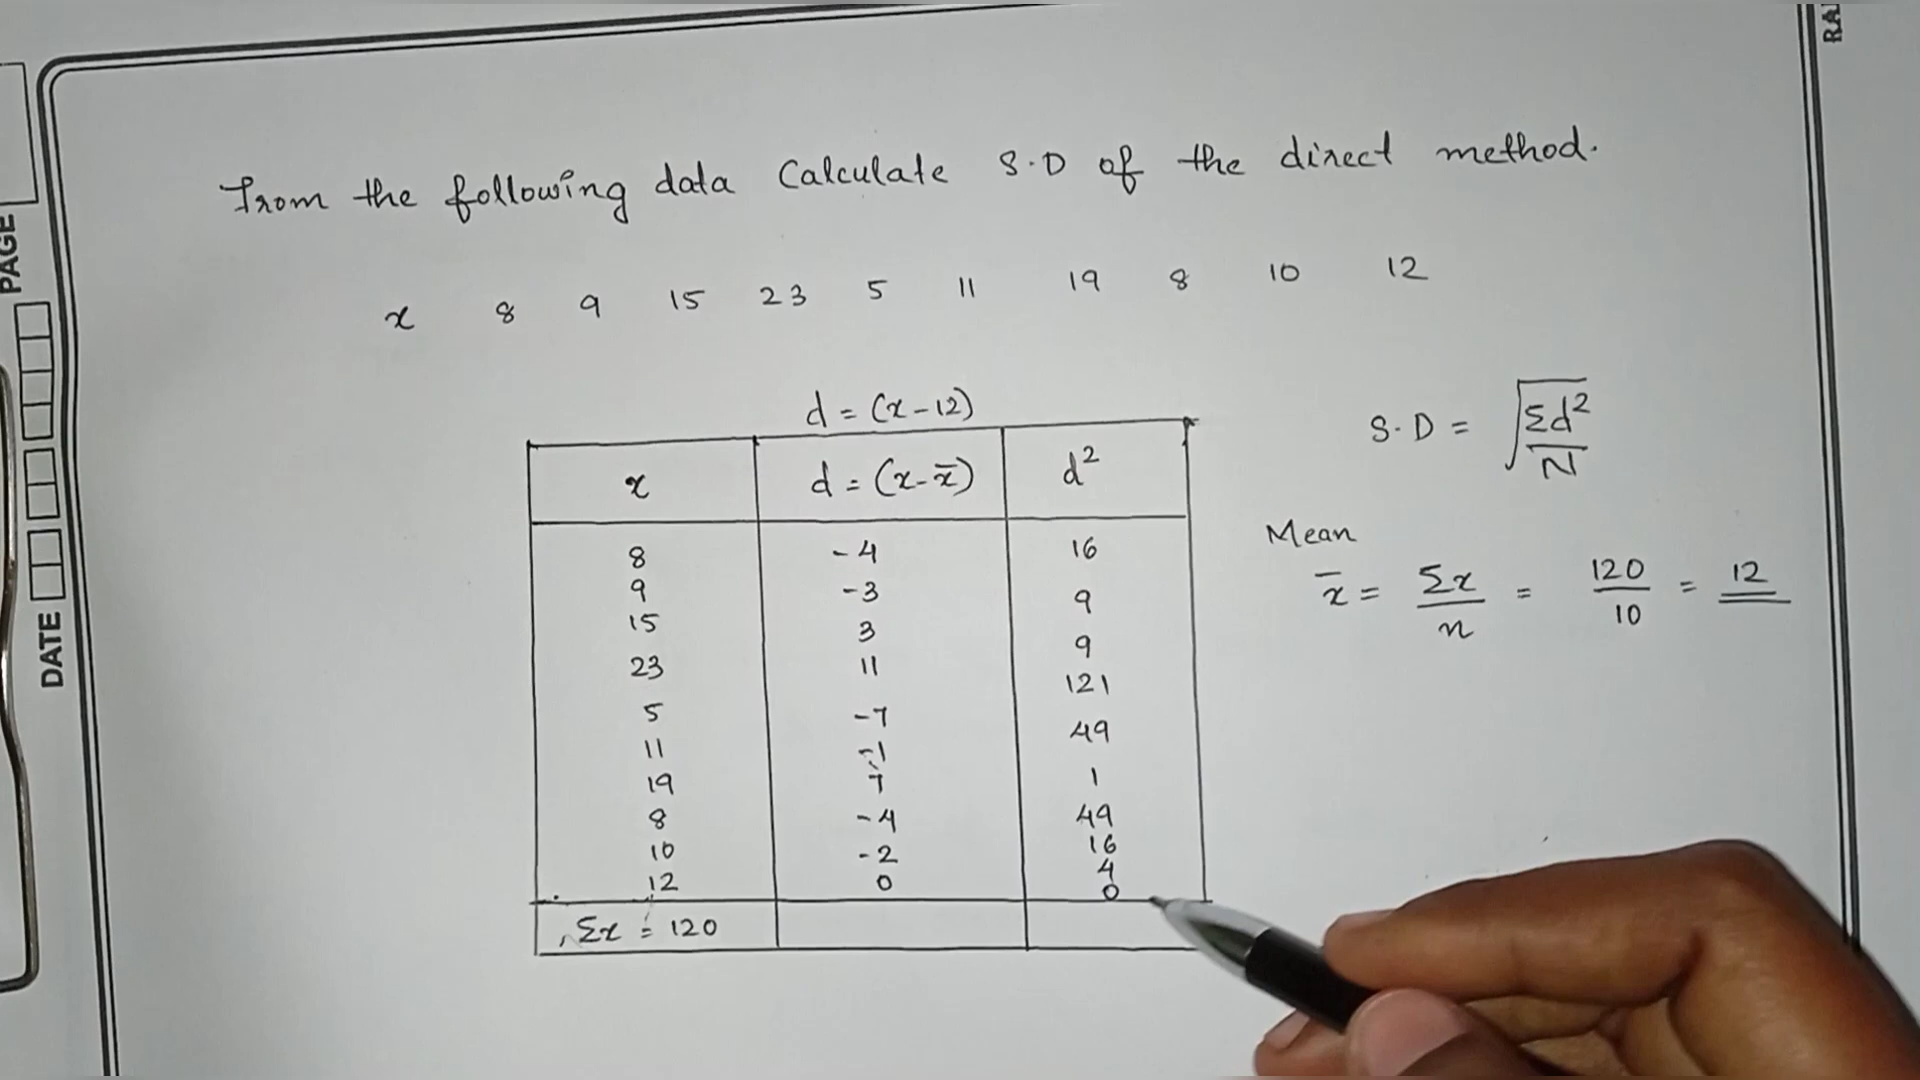 RA
PAGE
DATE
From the following data Calculate S.D of the direct method.
x 8 9 15 23 5 11 19 8 10 12
d = (x-12)
x d = (x-x̄) d²
8 -4 16
9 -3 9
15 3 9
23 11 121
5 -7 49
11 -1 1
19 7 49
8 -4 16
10 -2 4
12 0 0
Σx = 120
S.D = √(Σd²/N)
Mean
x̄ = Σx/n = 120/10 = 12